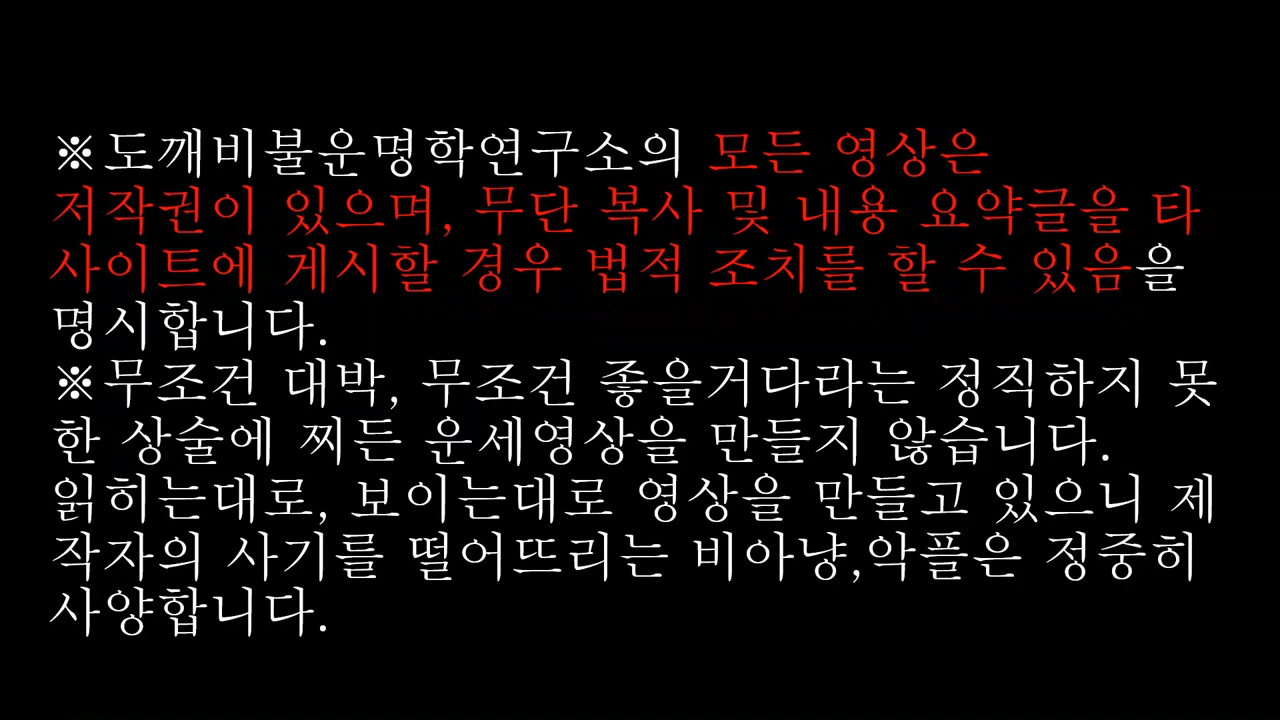 ※도깨비불운명학연구소의 모든 영상은
저작권이 있으며, 무단 복사 및 내용 요약글을 타
사이트에 게시할 경우 법적 조치를 할 수 있음을
명시합니다.
※무조건 대박, 무조건 좋을거다라는 정직하지 못
한 상술에 찌든 운세영상을 만들지 않습니다.
읽히는대로, 보이는대로 영상을 만들고 있으니 제
작자의 사기를 떨어뜨리는 비아냥,악플은 정중히
사양합니다.